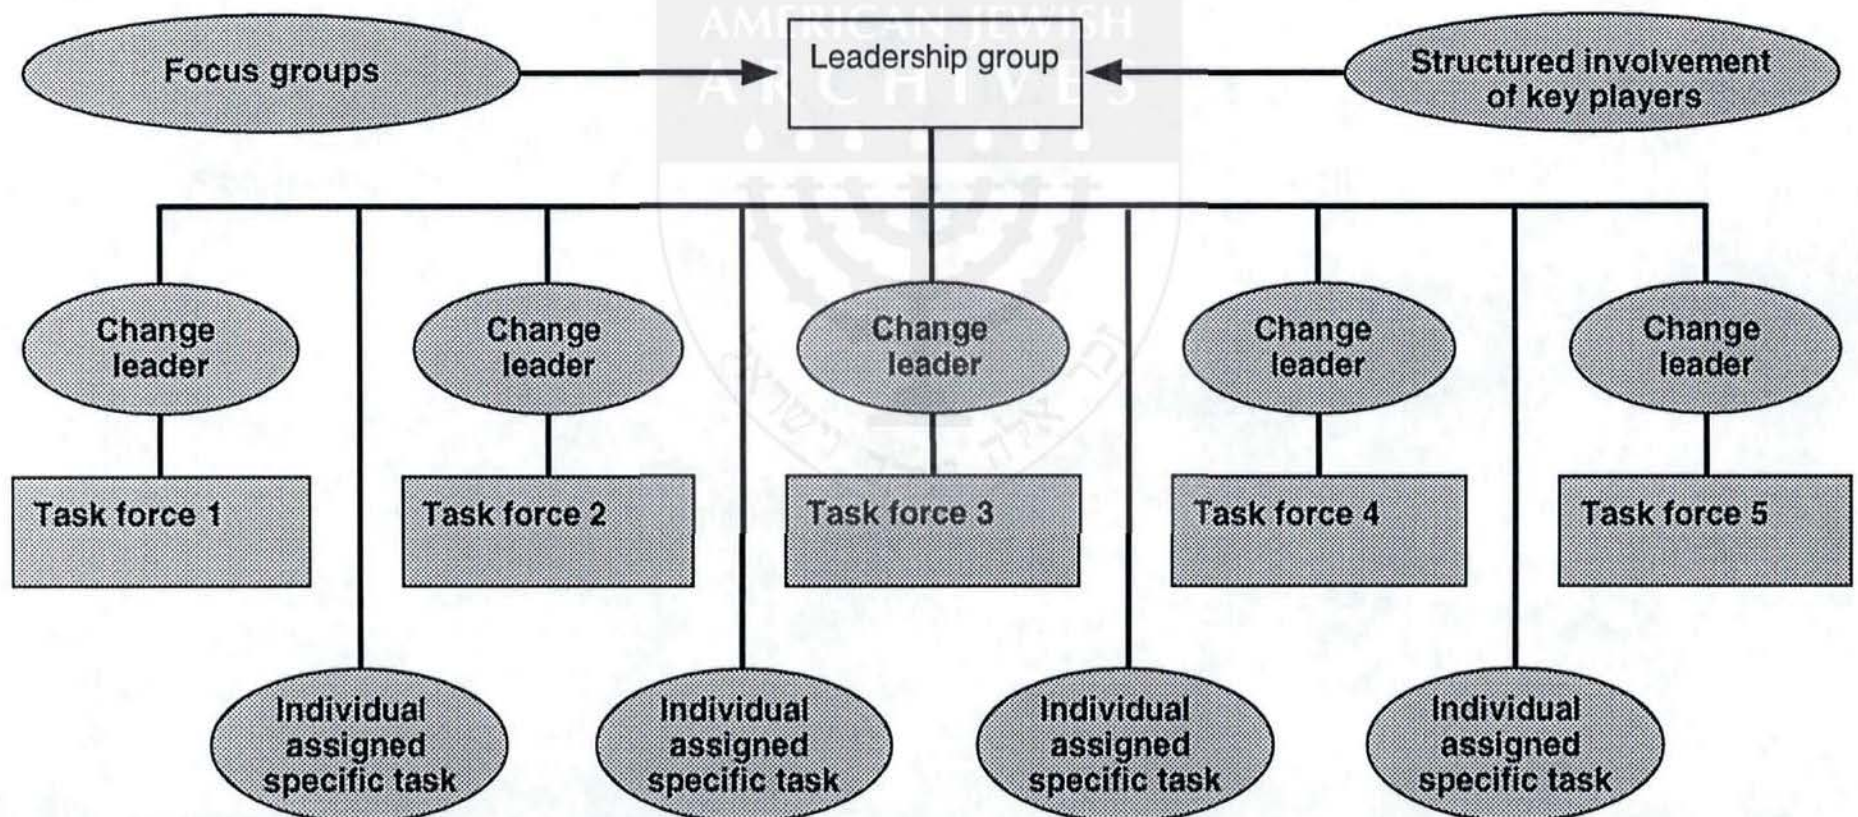 AMERICAN JEWISH
ARCHIVES
Focus groups
Leadership group
Structured involvement
of key players
Change
leader
Change
leader
Change
leader
Change
leader
Change
leader
Task force 1
Task force 2
Task force 3
Task force 4
Task force 5
Individual
assigned
specific task
Individual
assigned
specific task
Individual
assigned
specific task
Individual
assigned
specific task